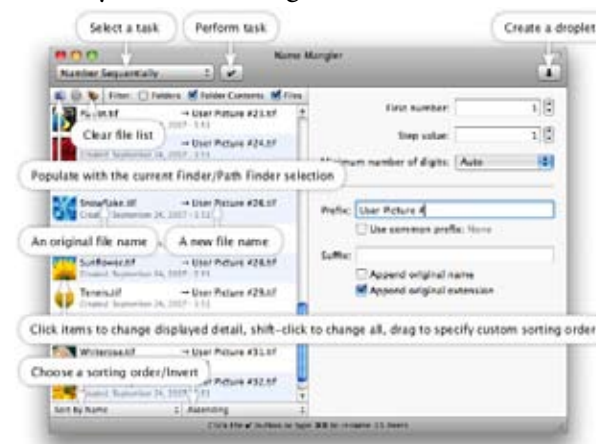 Select a task Perform task Create a droplet
Name Mangler
Number Sequentially
Filter: Folders Folder Contents Files
→ User Picture #23.tif
First number: 1
Clear file list
→ User Picture #24.tif
Step value: 1
Minimum number of digits: Auto
Populate with the current Finder/Path Finder selection
Snowflake.tif → User Picture #26.tif
Prefix: User Picture #
Use common prefix: None
An original file name A new file name
Suffix:
Sunflower.tif → User Picture #28.tif
Append original name
Tennis.tif → User Picture #29.tif
Append original extension
Click items to change displayed detail, shift-click to change all, drag to specify custom sorting order
Whiterose.tif → User Picture #31.tif
Choose a sorting order/Invert
→ User Picture #32.tif
Sort by Name Ascending